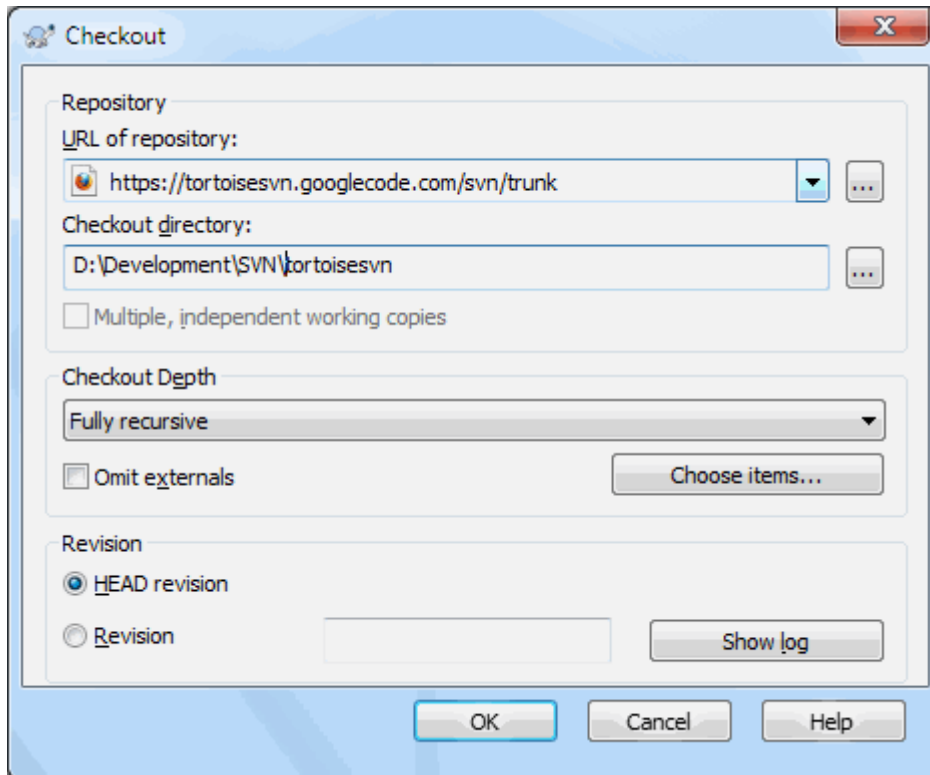 Checkout
Repository
URL of repository:
https://tortoisesvn.googlecode.com/svn/trunk
...
Checkout directory:
D:\Development\SVN\tortoisesvn
...
Multiple, independent working copies
Checkout Depth
Fully recursive
Omit externals
Choose items...
Revision
HEAD revision
Revision
Show log
OK
Cancel
Help